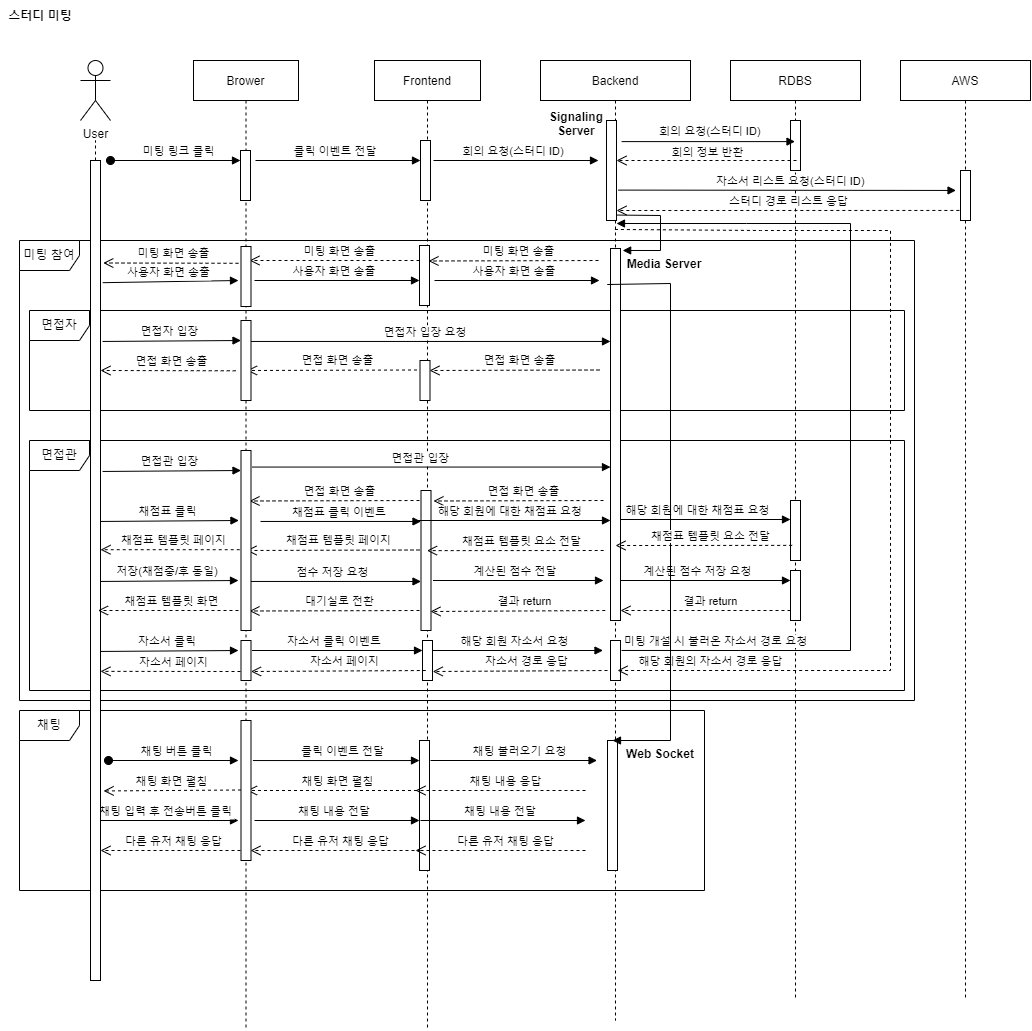 스터디 미팅
User
Brower
Frontend
Backend
RDBS
AWS
Signaling
Server
미팅 링크 클릭
클릭 이벤트 전달
회의 요청(스터디 ID)
회의 요청(스터디 ID)
회의 정보 반환
자소서 리스트 요청(스터디 ID)
스터디 경로 리스트 응답
미팅 참여
미팅 화면 송출
미팅 화면 송출
미팅 화면 송출
Media Server
사용자 화면 송출
사용자 화면 송출
사용자 화면 송출
면접자
면접자 입장
면접자 입장 요청
면접 화면 송출
면접 화면 송출
면접 화면 송출
면접관
면접관 입장
면접관 입장
면접 화면 송출
면접 화면 송출
채점표 클릭
채점표 클릭 이벤트
해당 회원에 대한 채점표 요청
해당 회원에 대한 채점표 요청
채점표 템플릿 페이지
채점표 템플릿 페이지
채점표 템플릿 요소 전달
채점표 템플릿 요소 전달
저장(채점중/후 동일)
점수 저장 요청
계산된 점수 전달
계산된 점수 저장 요청
채점표 템플릿 화면
대기실로 전환
결과 return
결과 return
자소서 클릭
자소서 클릭 이벤트
해당 회원 자소서 요청
미팅 개설 시 불러온 자소서 경로 요청
자소서 페이지
자소서 페이지
자소서 경로 응답
해당 회원의 자소서 경로 응답
채팅
채팅 버튼 클릭
클릭 이벤트 전달
채팅 불러오기 요청
Web Socket
채팅 화면 펼침
채팅 화면 펼침
채팅 내용 응답
채팅 입력 후 전송버튼 클릭
채팅 내용 전달
채팅 내용 전달
다른 유저 채팅 응답
다른 유저 채팅 응답
다른 유저 채팅 응답